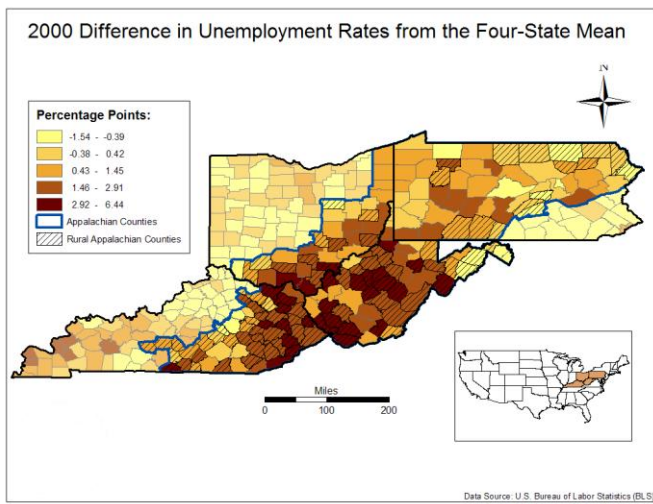 2000 Difference in Unemployment Rates from the Four-State Mean
N
Percentage Points:
-1.54 - -0.39
-0.38 - 0.42
0.43 - 1.45
1.46 - 2.91
2.92 - 6.44
Appalachian Counties
Rural Appalachian Counties
Miles
0 50 100 200
Data Source: U.S. Bureau of Labor Statistics (BLS)